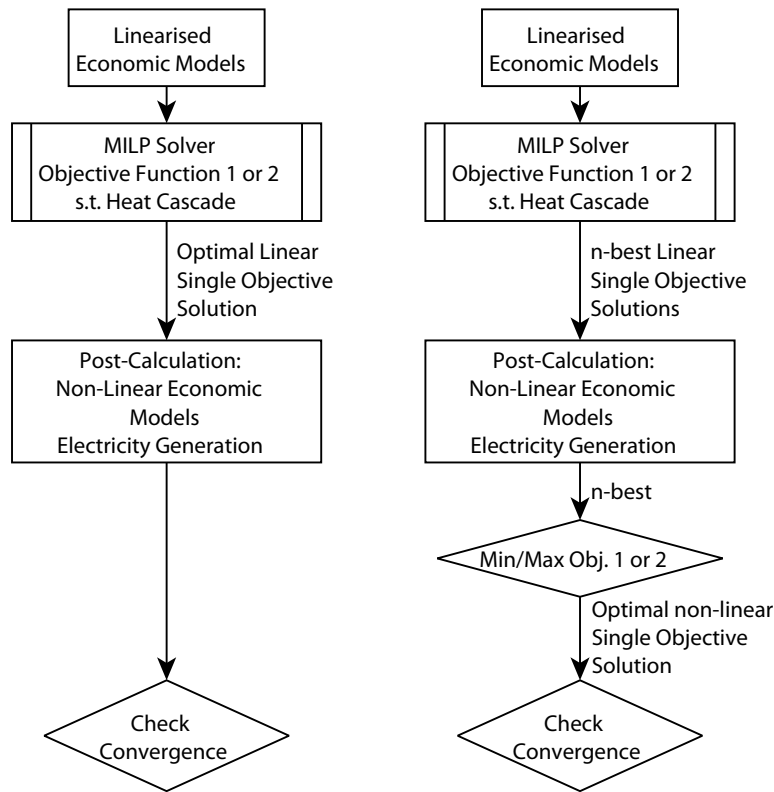 Linearised
Economic Models
MILP Solver
Objective Function 1 or 2
s.t. Heat Cascade
Optimal Linear
Single Objective
Solution
Post-Calculation:
Non-Linear Economic
Models
Electricity Generation
Check
Convergence
Linearised
Economic Models
MILP Solver
Objective Function 1 or 2
s.t. Heat Cascade
n-best Linear
Single Objective
Solutions
Post-Calculation:
Non-Linear Economic
Models
Electricity Generation
n-best
Min/Max Obj. 1 or 2
Optimal non-linear
Single Objective
Solution
Check
Convergence